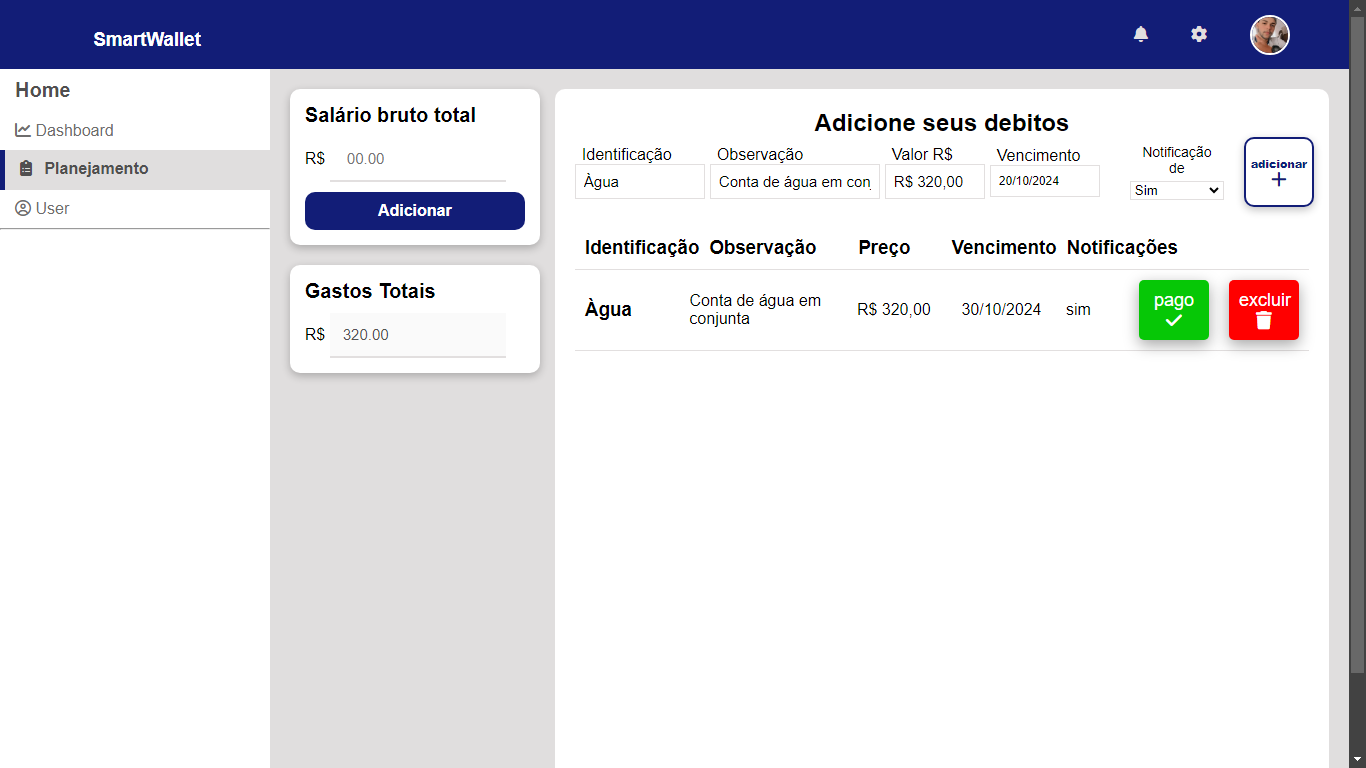 SmartWallet
Home
Dashboard
Planejamento
User
Salário bruto total
R$ 00.00
Adicionar
Gastos Totais
R$ 320.00
Adicione seus debitos
Identificação Observação Valor R$ Vencimento Notificação
de
Àgua Conta de água em con R$ 320,00 20/10/2024 Sim
adicionar
Identificação Observação Preço Vencimento Notificações
Àgua Conta de água em
conjunta R$ 320,00 30/10/2024 sim pago excluir